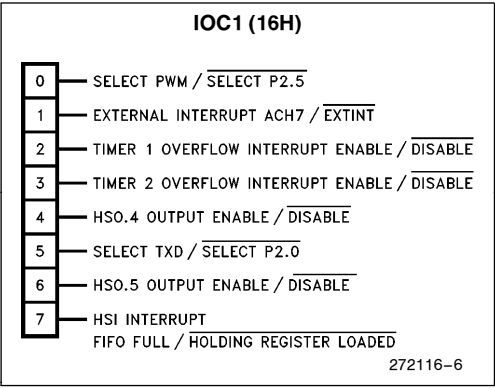 IOC1 (16H)
0 SELECT PWM / SELECT P2.5
1 EXTERNAL INTERRUPT ACH7 / EXTINT
2 TIMER 1 OVERFLOW INTERRUPT ENABLE / DISABLE
3 TIMER 2 OVERFLOW INTERRUPT ENABLE / DISABLE
4 HSO.4 OUTPUT ENABLE / DISABLE
5 SELECT TXD / SELECT P2.0
6 HSO.5 OUTPUT ENABLE / DISABLE
7 HSI INTERRUPT
FIFO FULL / HOLDING REGISTER LOADED
272116–6